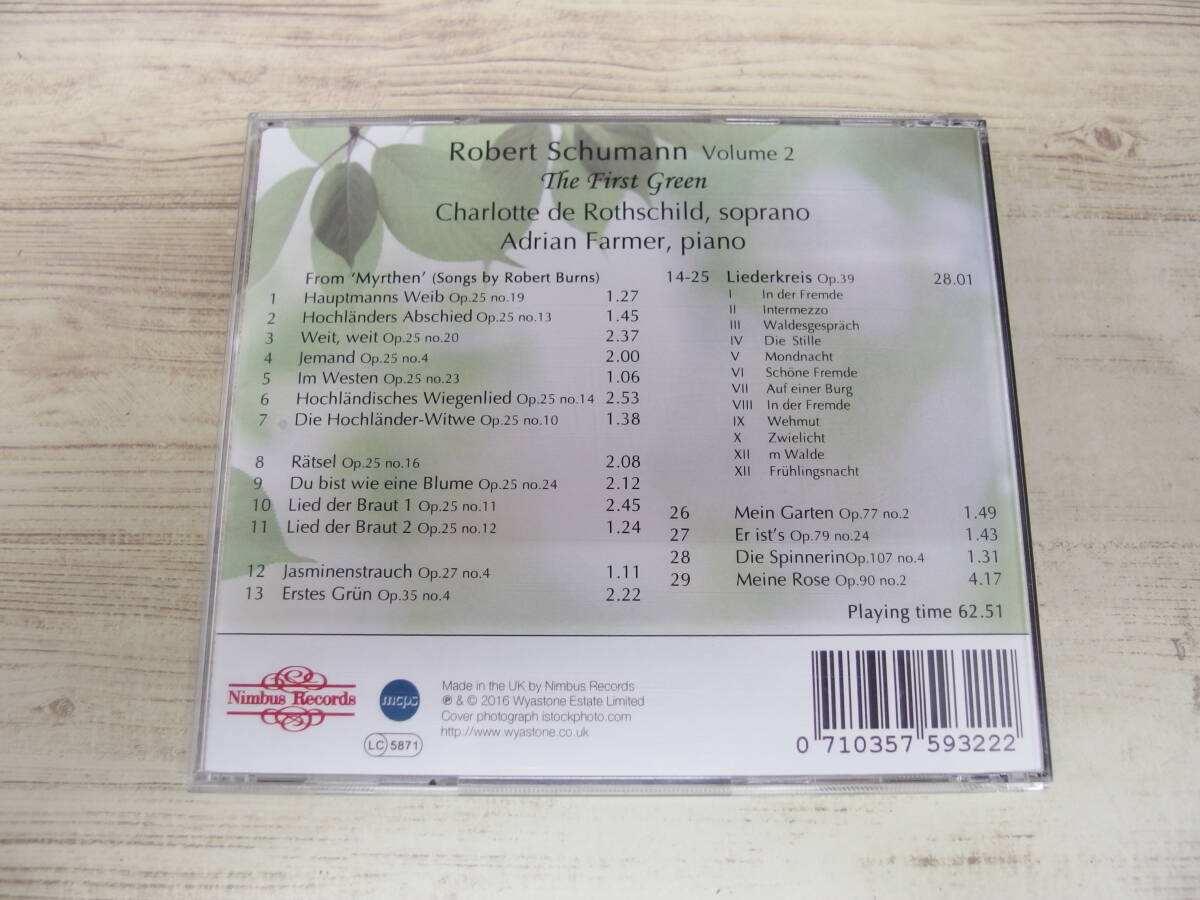 Robert Schumann Volume 2
The First Green
Charlotte de Rothschild, soprano
Adrian Farmer, piano
From ‘Myrthen’ (Songs by Robert Burns)
1 Hauptmanns Weib Op.25 no.19 1.27
2 Hochländers Abschied Op.25 no.13 1.45
3 Weit, weit Op.25 no.20 2.37
4 Jemand Op.25 no.4 2.00
5 Im Westen Op.25 no.23 1.06
6 Hochländisches Wiegenlied Op.25 no.14 2.53
7 Die Hochländer-Witwe Op.25 no.10 1.38
8 Rätsel Op.25 no.16 2.08
9 Du bist wie eine Blume Op.25 no.24 2.12
10 Lied der Braut 1 Op.25 no.11 2.45
11 Lied der Braut 2 Op.25 no.12 1.24
12 Jasminenstrauch Op.27 no.4 1.11
13 Erstes Grün Op.35 no.4 2.22
14-25 Liederkreis Op.39 28.01
I In der Fremde
II Intermezzo
III Waldesgespräch
IV Die Stille
V Mondnacht
VI Schöne Fremde
VII Auf einer Burg
VIII In der Fremde
IX Wehmut
X Zwielicht
XII m Walde
XII Frühlingsnacht
26 Mein Garten Op.77 no.2 1.49
27 Er ist's Op.79 no.24 1.43
28 Die SpinnerinOp.107 no.4 1.31
29 Meine Rose Op.90 no.2 4.17
Playing time 62.51
Nimbus Records
mcps
LC 5871
Made in the UK by Nimbus Records
℗ & © 2016 Wyastone Estate Limited
Cover photograph istockphoto.com
http://www.wyastone.co.uk
0 710357 593222